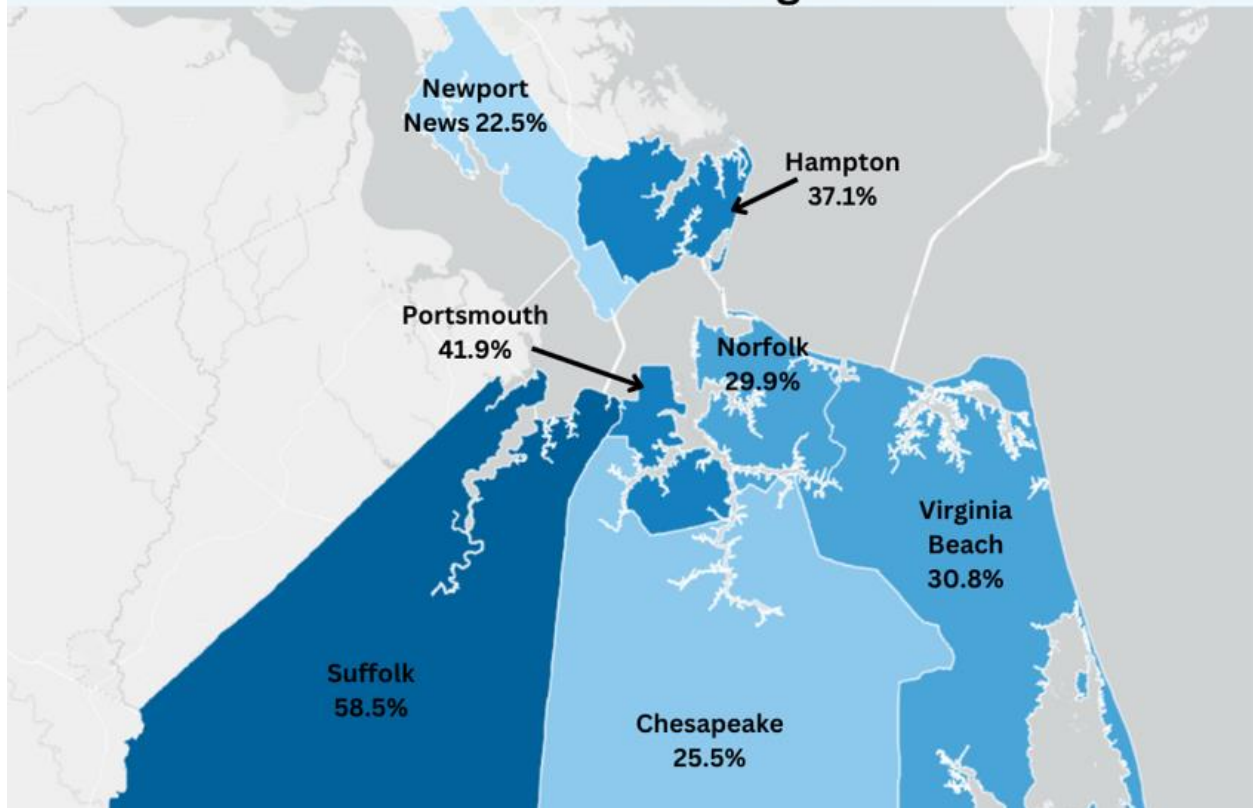 Newport
News 22.5%
Hampton
37.1%
Portsmouth
41.9%
Norfolk
29.9%
Virginia
Beach
30.8%
Suffolk
58.5%
Chesapeake
25.5%